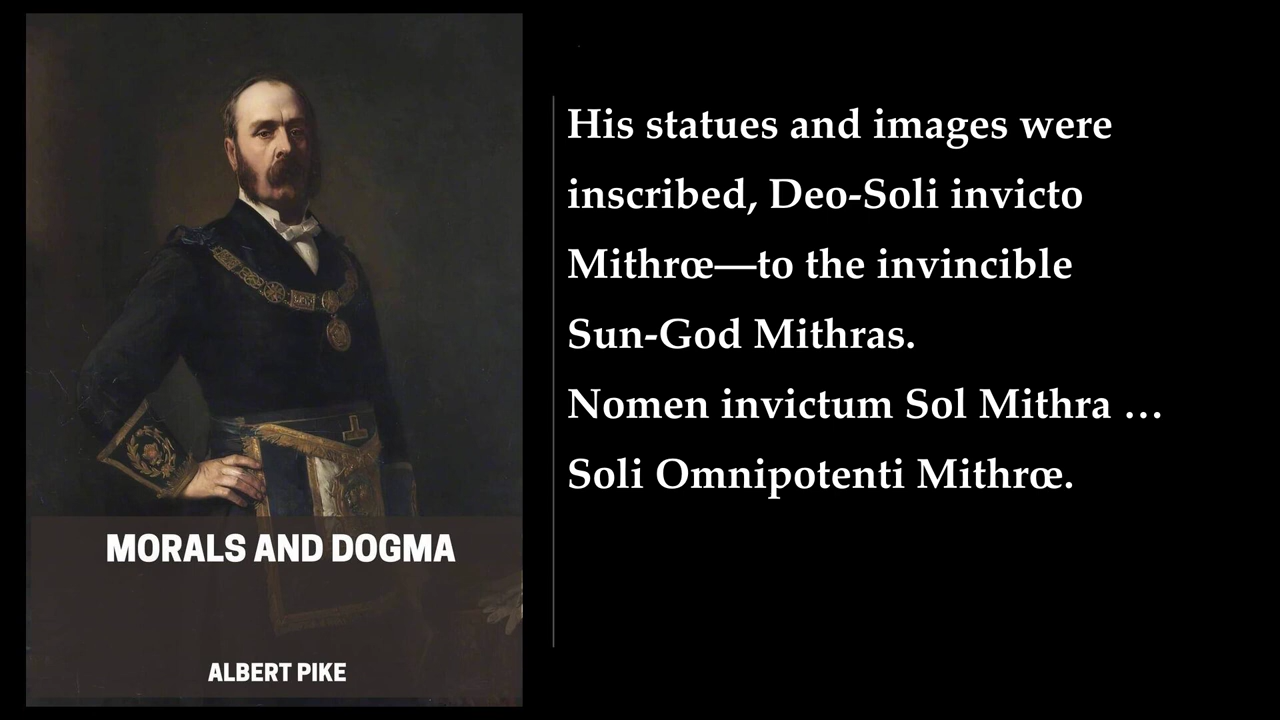 MORALS AND DOGMA
ALBERT PIKE
His statues and images were
inscribed, Deo-Soli invicto
Mithrœ—to the invincible
Sun-God Mithras.
Nomen invictum Sol Mithra …
Soli Omnipotenti Mithrœ.